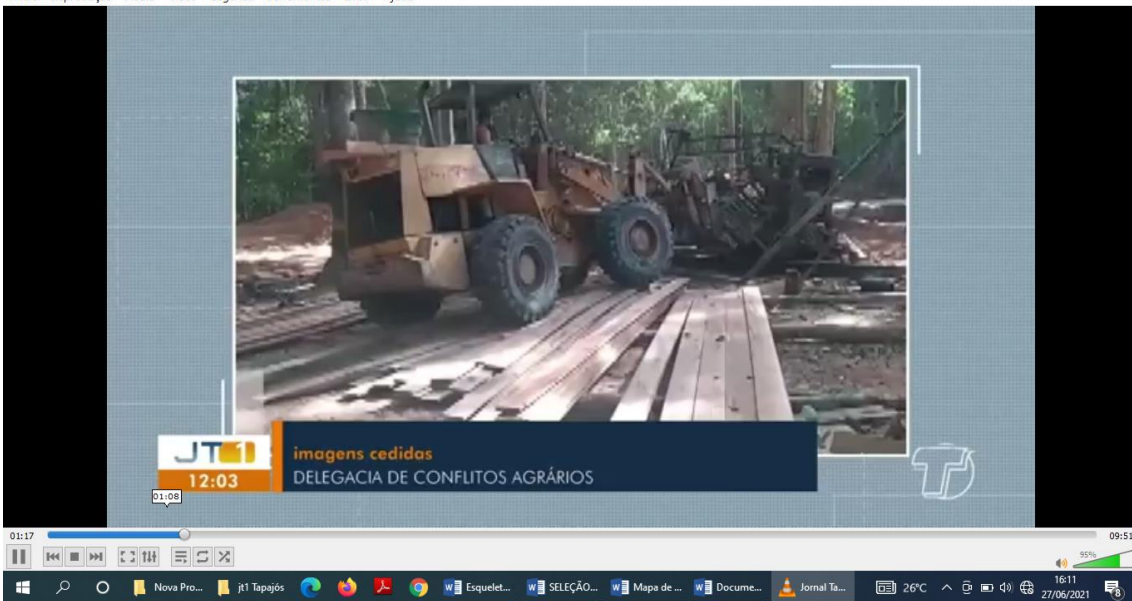 JT1
imagens cedidas
12:03
DELEGACIA DE CONFLITOS AGRÁRIOS
01:08
01:17
09:51
95%
Nova Pro...
jt1 Tapajós
Esquelet...
SELEÇÃO...
Mapa de ...
Docume...
Jornal Ta...
26°C
16:11
27/06/2021
8